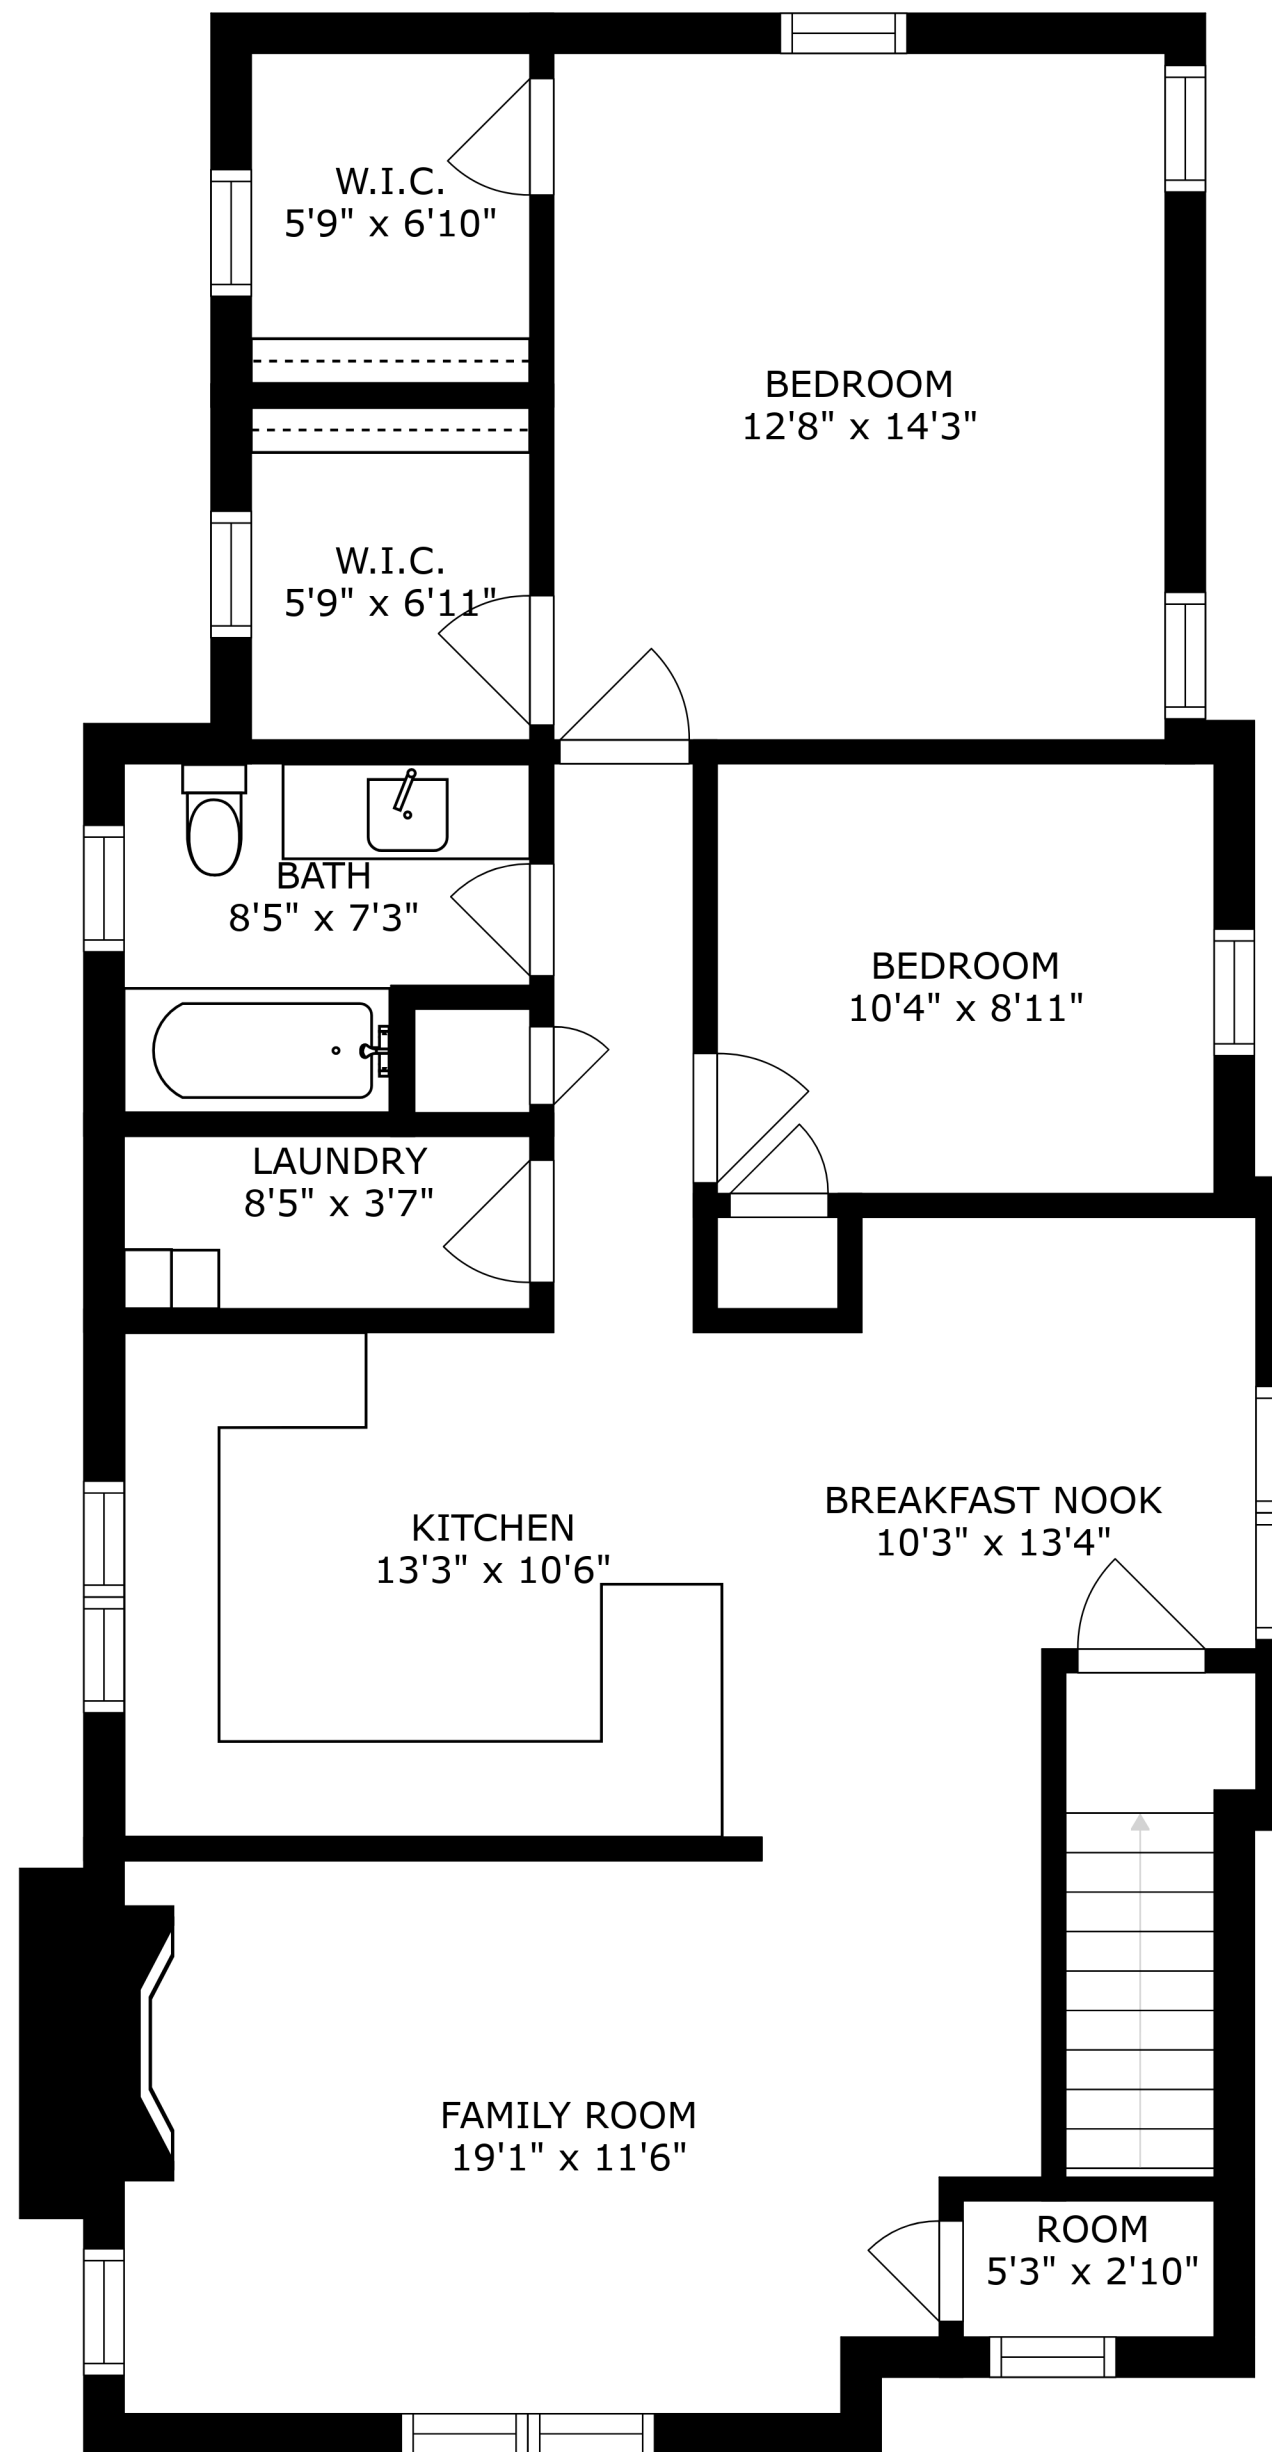 W.I.C.
5'9" x 6'10"
BEDROOM
12'8" x 14'3"
W.I.C.
5'9" x 6'11"
BATH
8'5" x 7'3"
BEDROOM
10'4" x 8'11"
LAUNDRY
8'5" x 3'7"
KITCHEN
13'3" x 10'6"
BREAKFAST NOOK
10'3" x 13'4"
FAMILY ROOM
19'1" x 11'6"
ROOM
5'3" x 2'10"